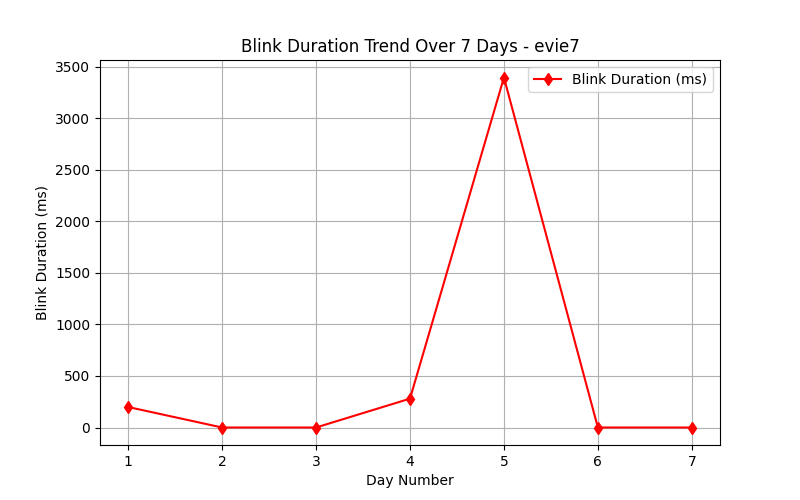 Blink Duration Trend Over 7 Days - evie7
3500
Blink Duration (ms)
3000
2500
2000
1500
1000
500
0
Blink Duration (ms)
1 2 3 4 5 6 7
Day Number